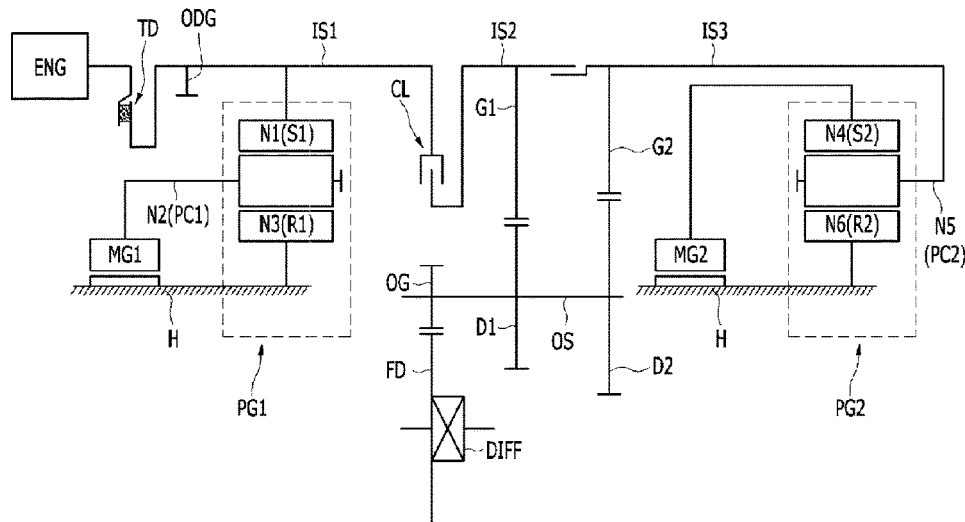 ODG
IS1
IS2
IS3
TD
ENG
CL
G1
N1(S1)
N4(S2)
G2
N2(PC1)
N3(R1)
N6(R2)
N5
(PC2)
MG1
MG2
OG
H
D1
OS
H
FD
D2
PG1
PG2
DIFF